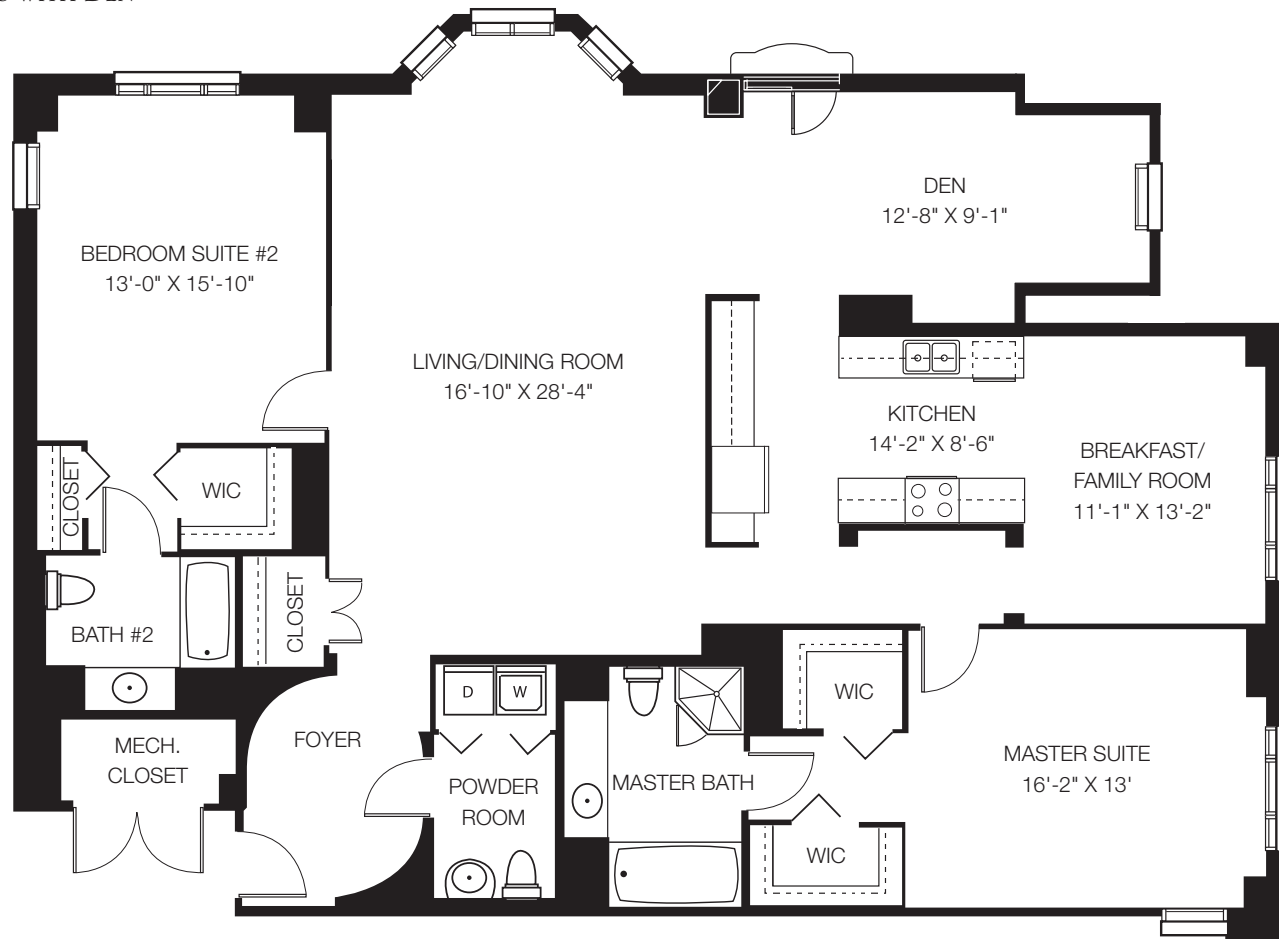 DEN
12'-8" X 9'-1"
BEDROOM SUITE #2
13'-0" X 15'-10"
LIVING/DINING ROOM
16'-10" X 28'-4"
KITCHEN
14'-2" X 8'-6"
BREAKFAST/
FAMILY ROOM
11'-1" X 13'-2"
CLOSET
WIC
CLOSET
BATH #2
D
W
WIC
FOYER
MECH.
CLOSET
POWDER
ROOM
MASTER BATH
MASTER SUITE
16'-2" X 13'
WIC